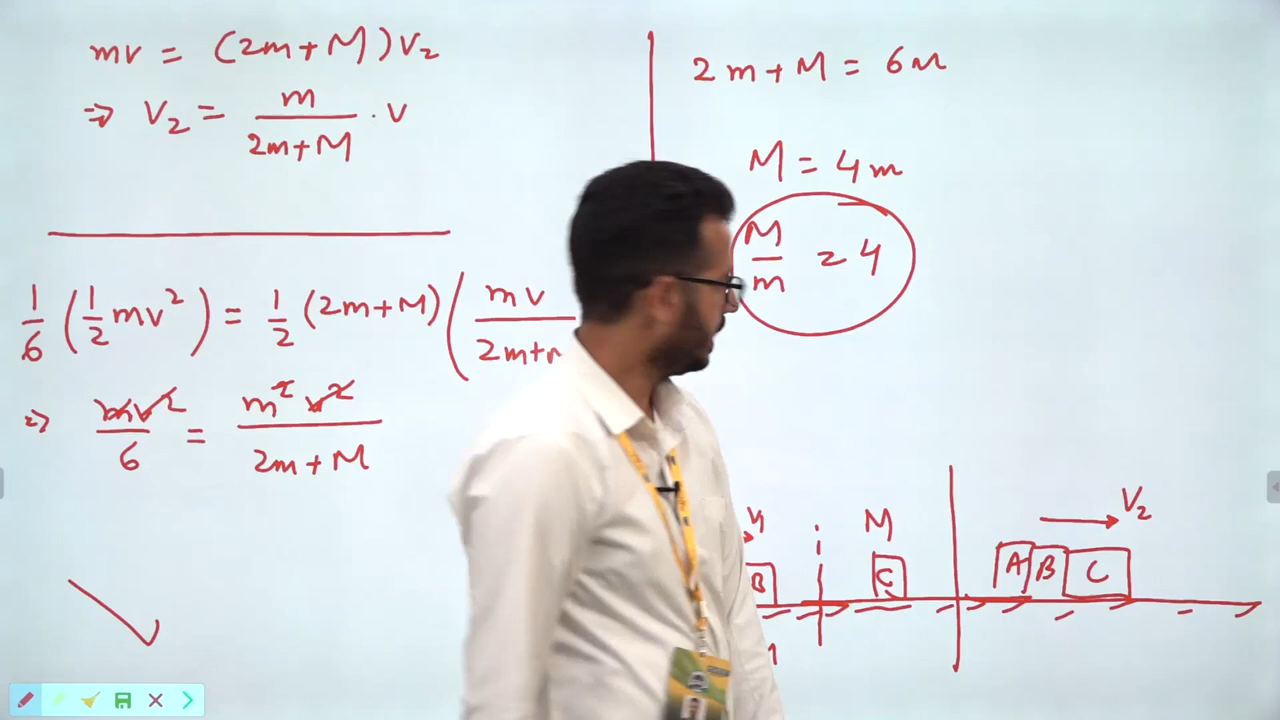 mv = (2m+M)V2
⇒ V2 = m/(2m+M) · v
1/6 (1/2 mv²) = 1/2 (2m+M) (mv/2m+
⇒ mv²/6 = m²v²/(2m+M)
2m+M = 6m
M = 4m
M/m = 4
V1 M V2
B C A B C